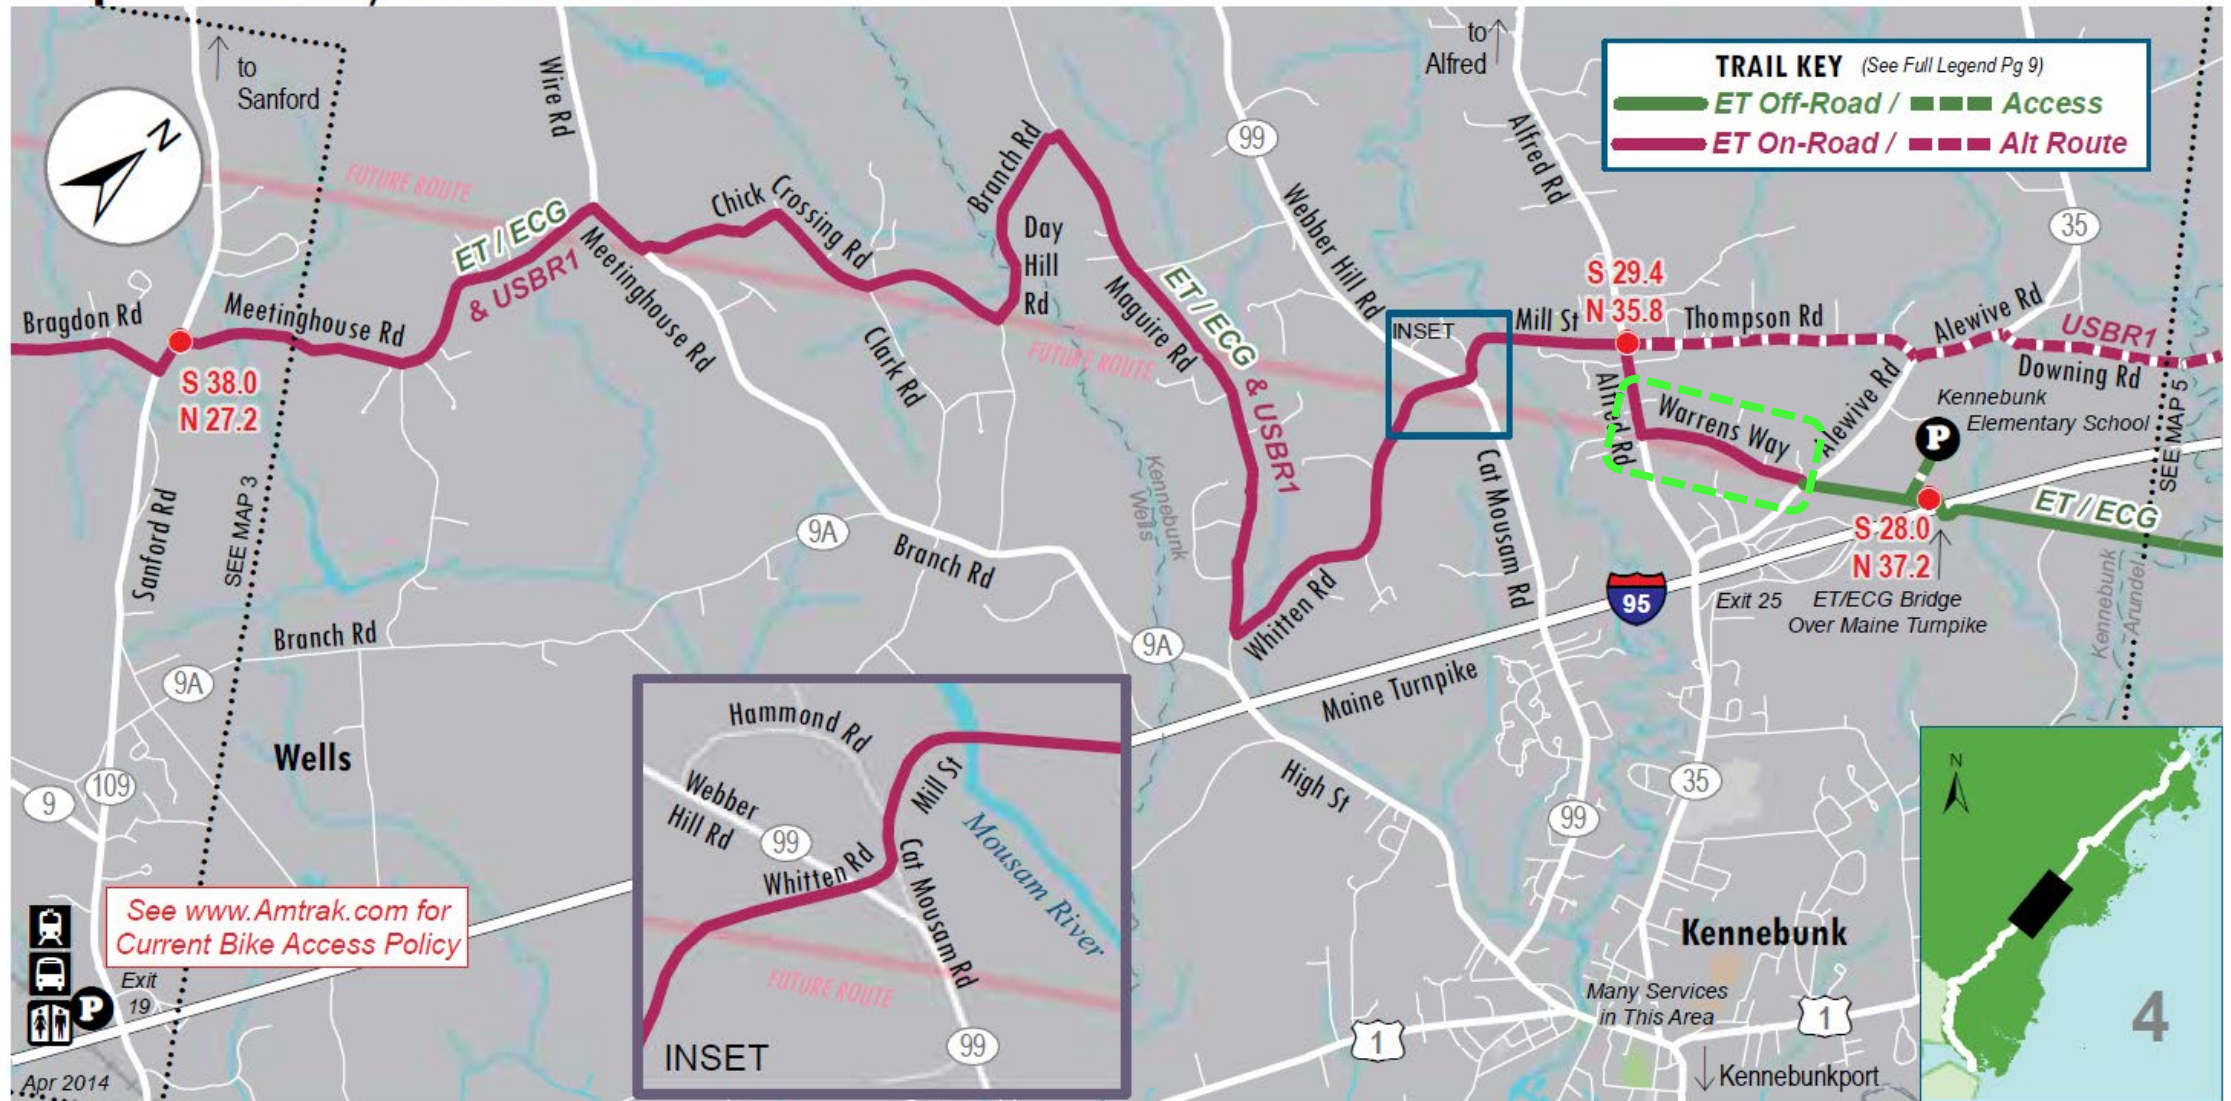 to
Sanford
Wire Rd
to
Alfred
TRAIL KEY (See Full Legend Pg 9)
ET Off-Road / Access
ET On-Road / Alt Route
N
FUTURE ROUTE
99
Alfred Rd
Branch Rd
Chick Crossing Rd
Webber Hill Rd
35
ET / ECG
& USBR1
Meetinghouse Rd
Day
Hill
Rd
ET / ECG & USBR1
Maguire Rd
S 29.4
N 35.8
Bragdon Rd
Meetinghouse Rd
INSET
Mill St
Thompson Rd
Alewive Rd
USBR1
Downing Rd
FUTURE ROUTE
Clark Rd
S 38.0
N 27.2
Alfred Rd
Warrens Way
Alewive Rd
Kennebunk
Elementary School
P
SEE MAP 5
Cat Mousam Rd
Kennebunk
Wells
Sanford Rd
SEE MAP 3
9A
Branch Rd
S 28.0
N 37.2
ET / ECG
Whitten Rd
95
Exit 25
ET/ECG Bridge
Over Maine Turnpike
Kennebunk
Arundel
Branch Rd
9A
9A
Maine Turnpike
Wells
109
9
High St
35
99
Hammond Rd
Webber
Hill Rd
99
Mill St
Whitten Rd
Cat Mousam Rd
Mousam River
FUTURE ROUTE
99
INSET
See www.Amtrak.com for
Current Bike Access Policy
Exit
19
P
Apr 2014
Kennebunk
Many Services
in This Area
1
1
Kennebunkport
N
4